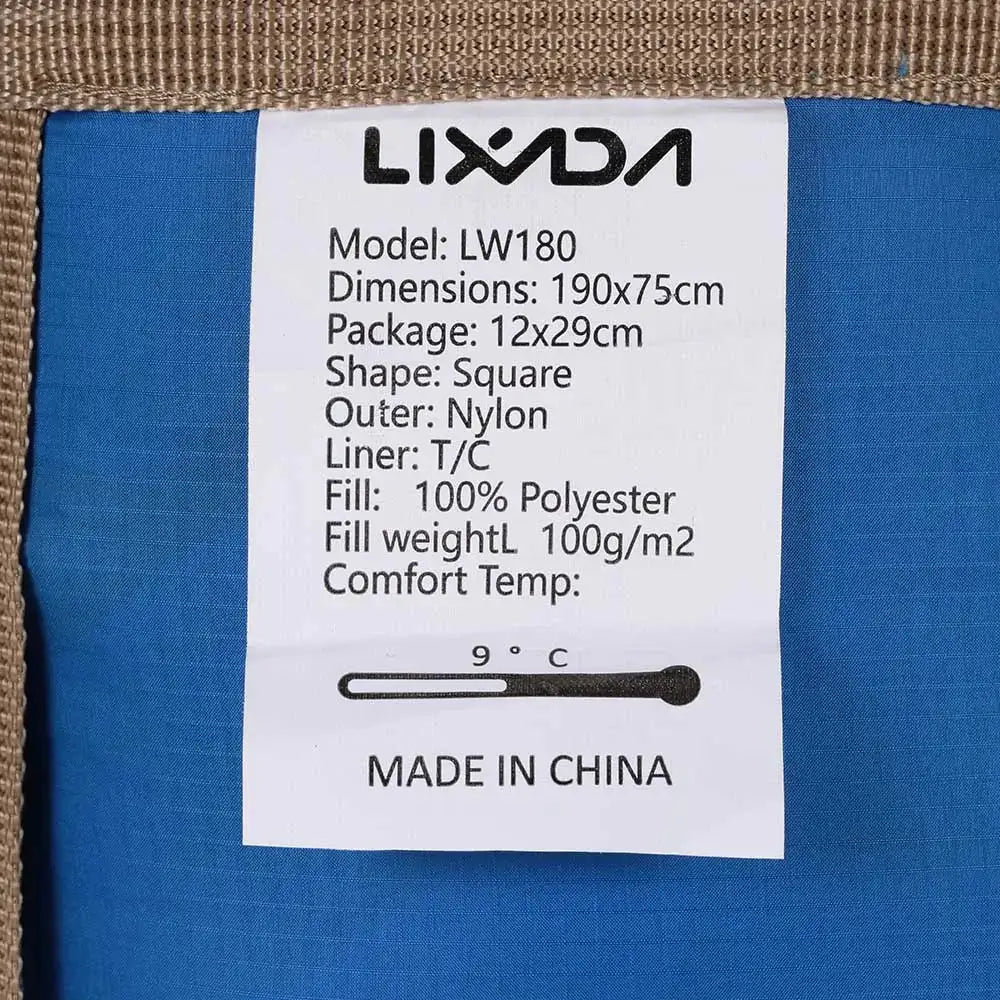 LIXADA
Model: LW180
Dimensions: 190x75cm
Package: 12x29cm
Shape: Square
Outer: Nylon
Liner: T/C
Fill: 100% Polyester
Fill weightL 100g/m2
Comfort Temp:
9 ° C
MADE IN CHINA